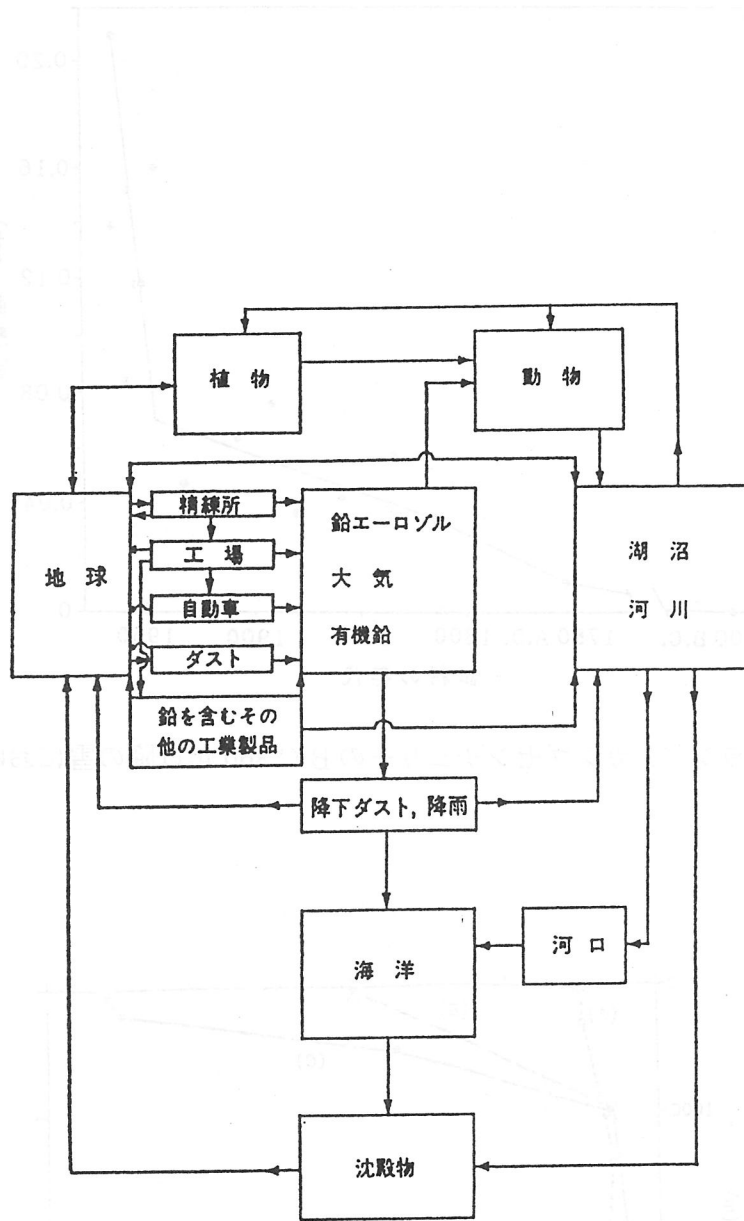 植物
動物
精練所
鉛エーロゾル
工場
大気
地球
湖沼
河川
自動車
有機鉛
ダスト
鉛を含むその
他の工業製品
降下ダスト,降雨
河口
海洋
沈殿物